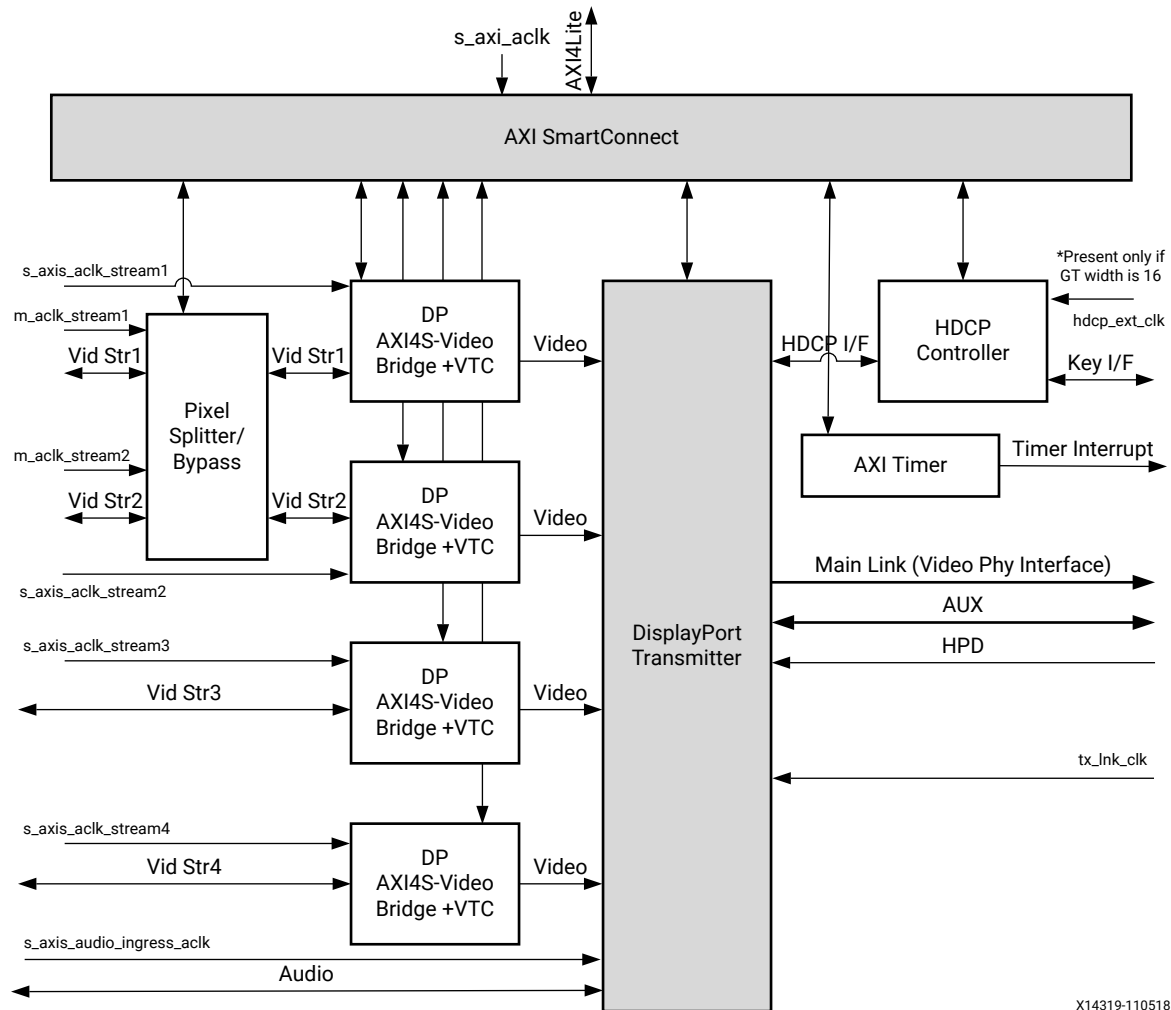 s_axi_aclk
AXI4Lite
AXI SmartConnect
s_axis_aclk_stream1
m_aclk_stream1
Vid Str1
Vid Str1
Pixel
Splitter/
Bypass
m_aclk_stream2
Vid Str2
Vid Str2
s_axis_aclk_stream2
DP
AXI4S-Video
Bridge +VTC
Video
DP
AXI4S-Video
Bridge +VTC
Video
s_axis_aclk_stream3
Vid Str3
DP
AXI4S-Video
Bridge +VTC
Video
s_axis_aclk_stream4
Vid Str4
DP
AXI4S-Video
Bridge +VTC
Video
s_axis_audio_ingress_aclk
Audio
DisplayPort
Transmitter
HDCP I/F
HDCP
Controller
*Present only if
GT width is 16
hdcp_ext_clk
Key I/F
AXI Timer
Timer Interrupt
Main Link (Video Phy Interface)
AUX
HPD
tx_lnk_clk
X14319-110518